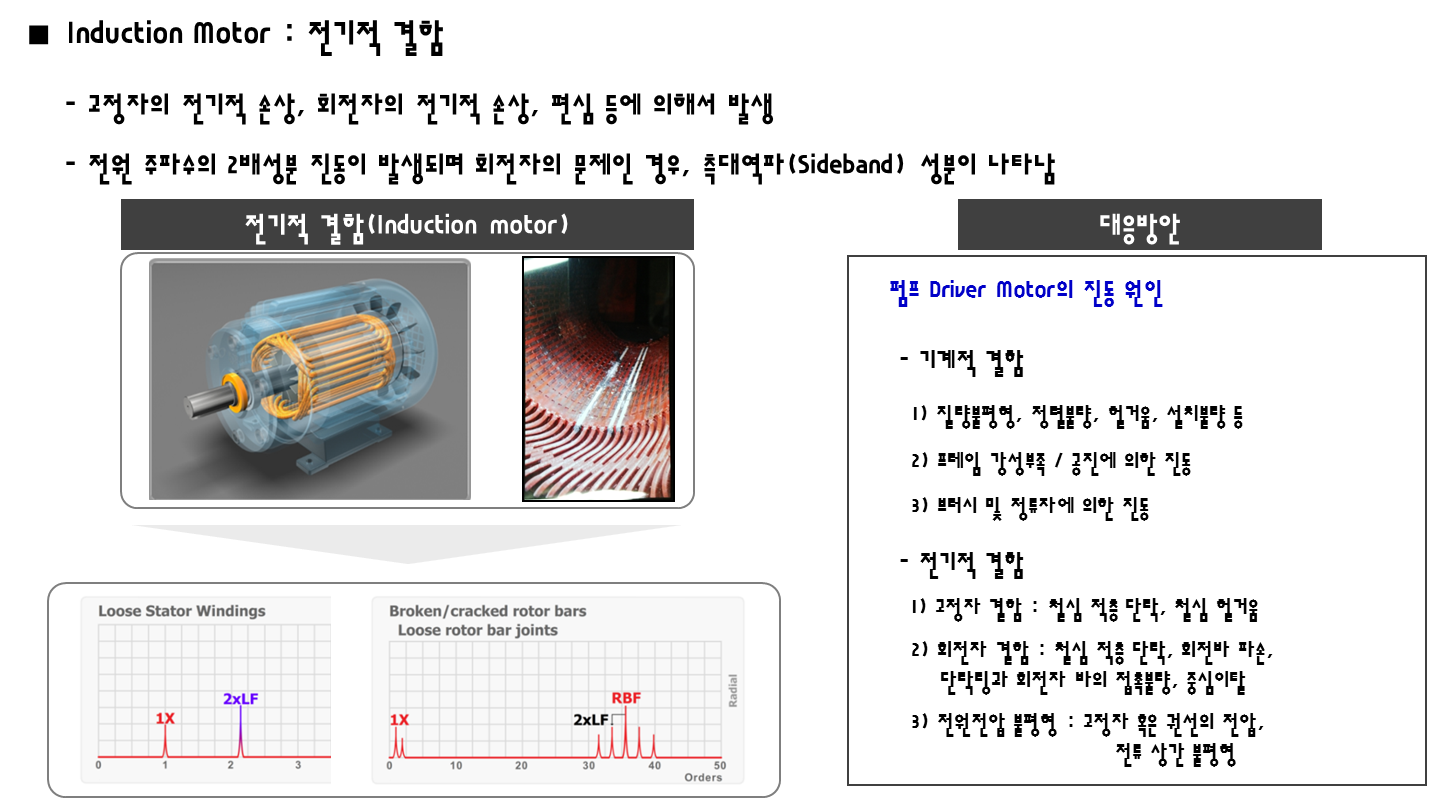 ■ Induction Motor : 전기적 결함
- 고정자의 전기적 손상, 회전자의 전기적 손상, 편심 등에 의해서 발생
- 전원 주파수의 2배성분 진동이 발생되며 회전자의 문제인 경우, 측대역파(Sideband) 성분이 나타남
전기적 결함(Induction motor)
Loose Stator Windings
1X
2xLF
0 1 2 3
Broken/cracked rotor bars
Loose rotor bar joints
1X
2xLF
RBF
Radial
0 10 20 30 40 50
Orders
대응방안
펌프 Driver Motor의 진동 원인
- 기계적 결함
1) 질량불평형, 정렬불량, 헐거움, 설치불량 등
2) 프레임 강성부족 / 공진에 의한 진동
3) 브러시 및 정류자에 의한 진동
- 전기적 결함
1) 고정자 결함 : 철심 적층 단락, 철심 헐거움
2) 회전자 결함 : 철심 적층 단락, 회전바 파손,
단락링과 회전자 바의 접촉불량, 중심이탈
3) 전원전압 불평형 : 고정자 혹은 권선의 전압,
전류 상간 불평형